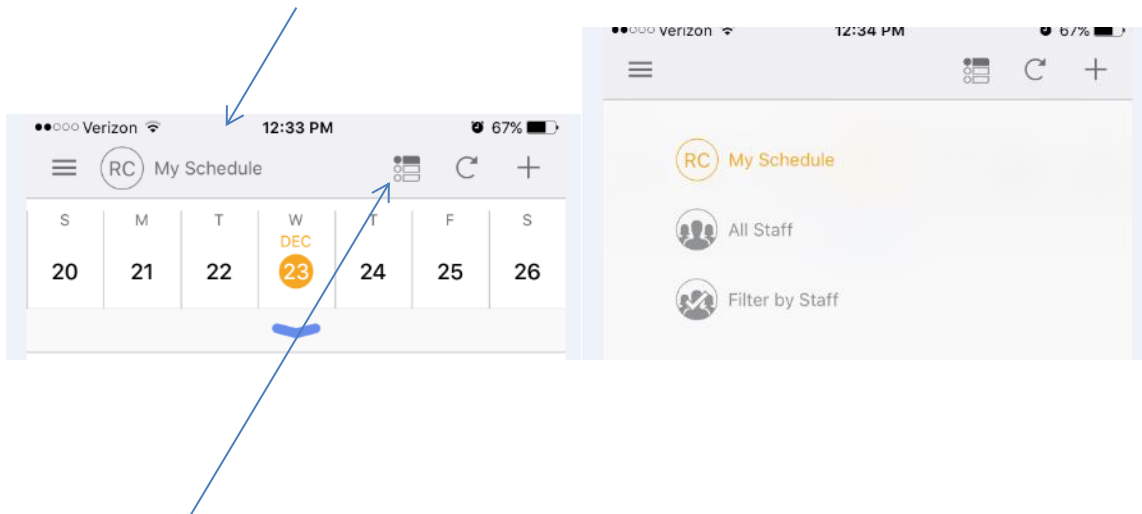 Verizon 12:33 PM 67%
RC My Schedule
S M T W T F S
DEC
20 21 22 23 24 25 26
Verizon 12:34 PM 67%
RC My Schedule
All Staff
Filter by Staff